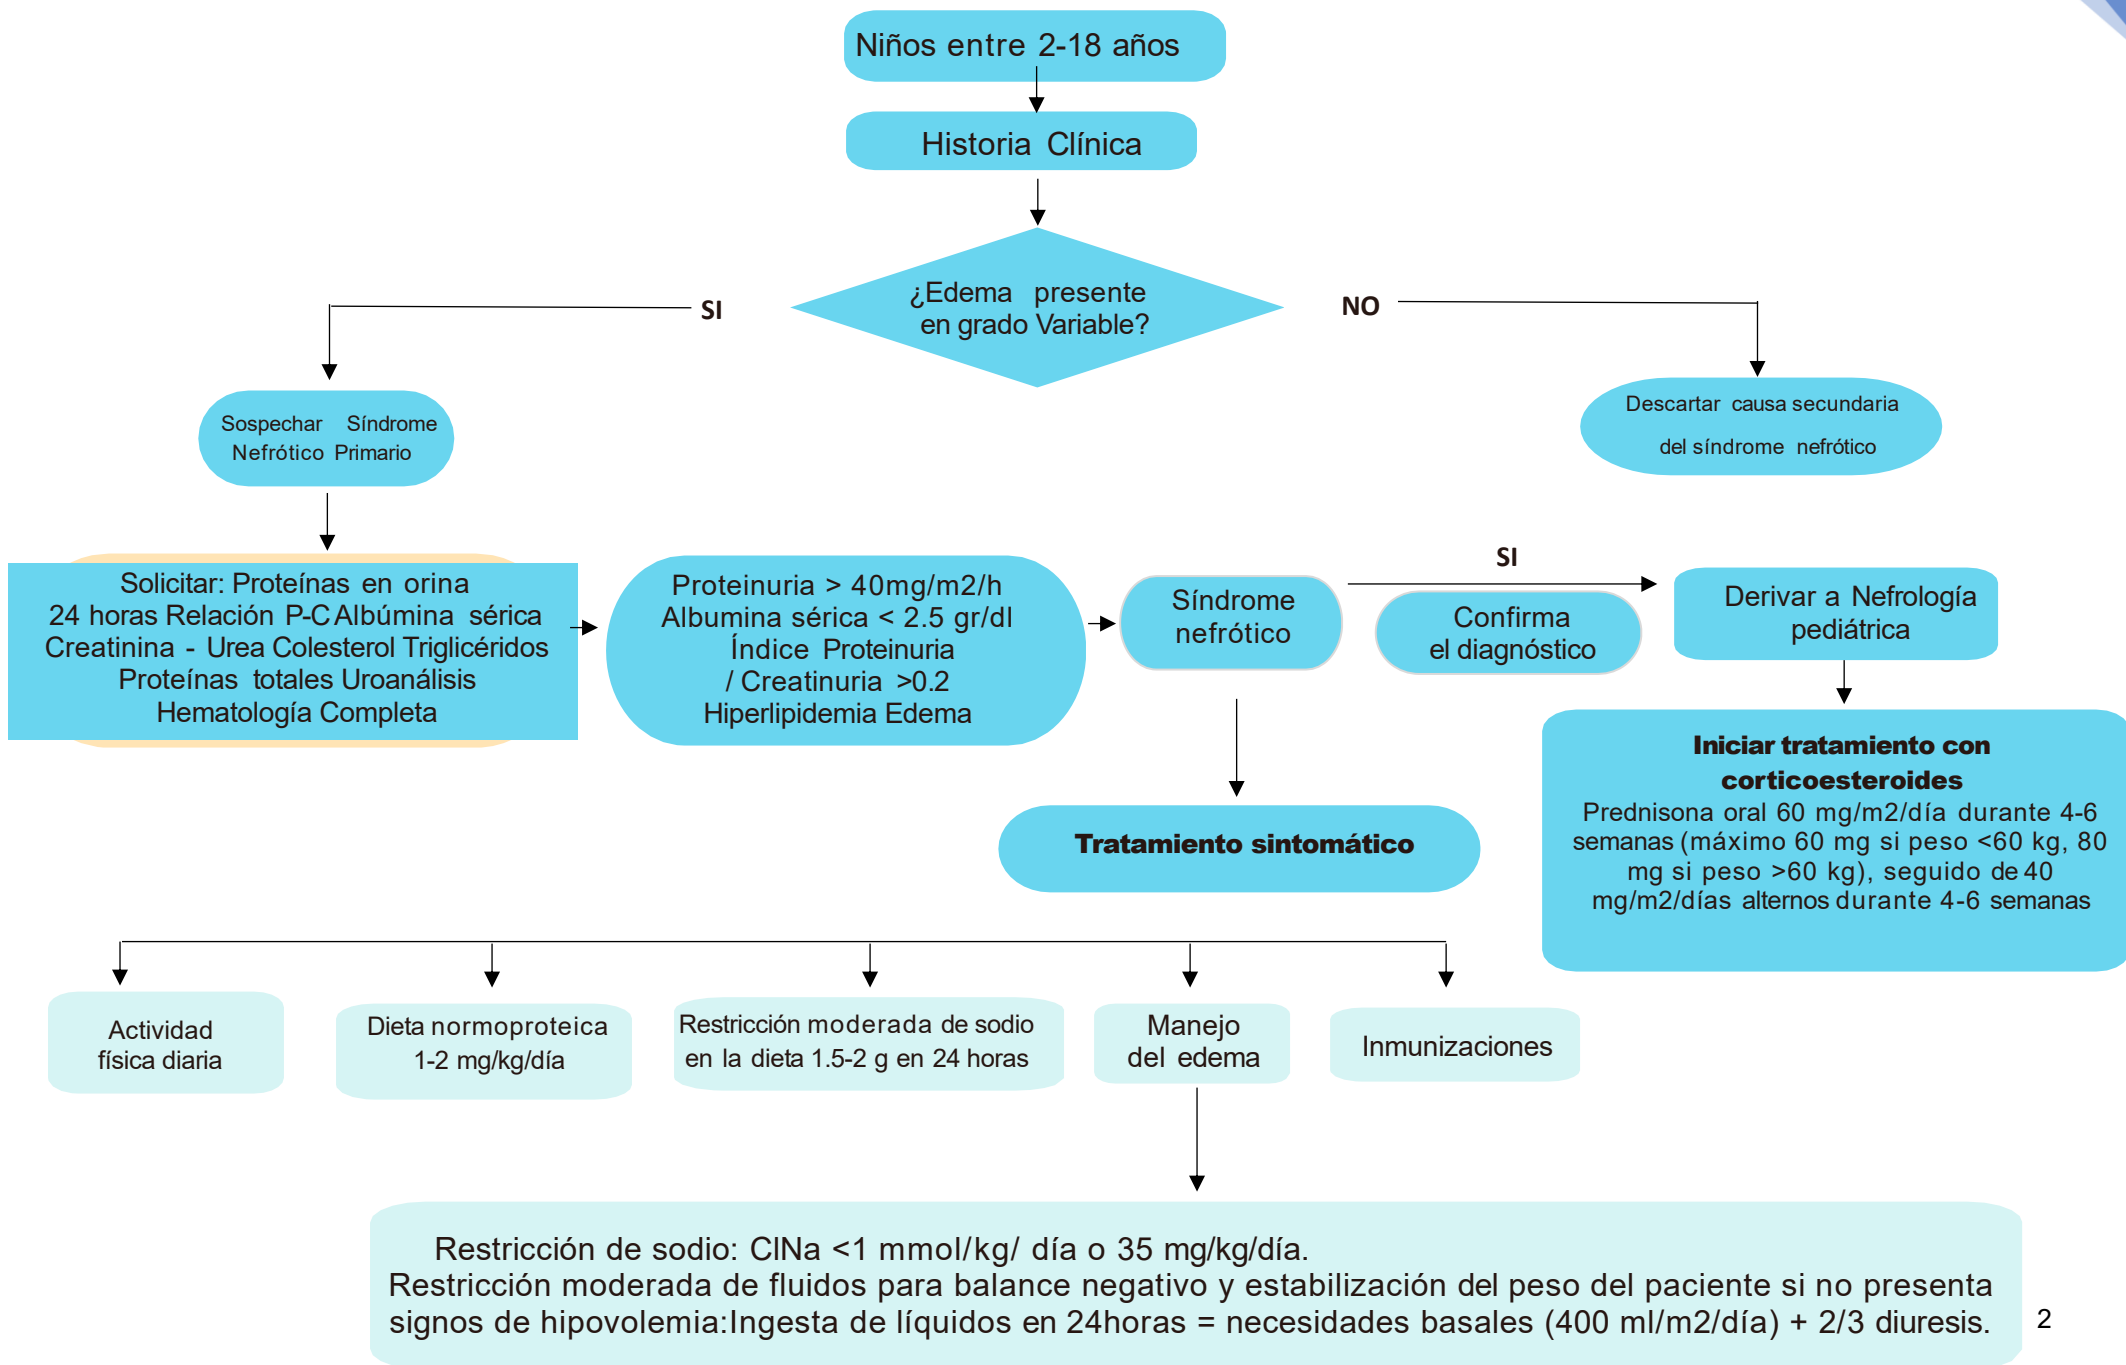 Niños entre 2-18 años
Historia Clínica
¿Edema presente
en grado Variable?
SI
NO
Sospechar Síndrome
Nefrótico Primario
Descartar causa secundaria
del síndrome nefrótico
Solicitar: Proteínas en orina
24 horas Relación P-C Albúmina sérica
Creatinina - Urea Colesterol Triglicéridos
Proteínas totales Uroanálisis
Hematología Completa
Proteinuria > 40mg/m2/h
Albumina sérica < 2.5 gr/dl
Índice Proteinuria
/ Creatinuria >0.2
Hiperlipidemia Edema
Síndrome
nefrótico
SI
Confirma
el diagnóstico
Derivar a Nefrología
pediátrica
Iniciar tratamiento con
corticoesteroides
Prednisona oral 60 mg/m2/día durante 4-6
semanas (máximo 60 mg si peso <60 kg, 80
mg si peso >60 kg), seguido de 40
mg/m2/días alternos durante 4-6 semanas
Tratamiento sintomático
Actividad
física diaria
Dieta normoproteica
1-2 mg/kg/día
Restricción moderada de sodio
en la dieta 1.5-2 g en 24 horas
Manejo
del edema
Inmunizaciones
Restricción de sodio: ClNa <1 mmol/kg/ día o 35 mg/kg/día.
Restricción moderada de fluidos para balance negativo y estabilización del peso del paciente si no presenta
signos de hipovolemia:Ingesta de líquidos en 24horas = necesidades basales (400 ml/m2/día) + 2/3 diuresis.
2